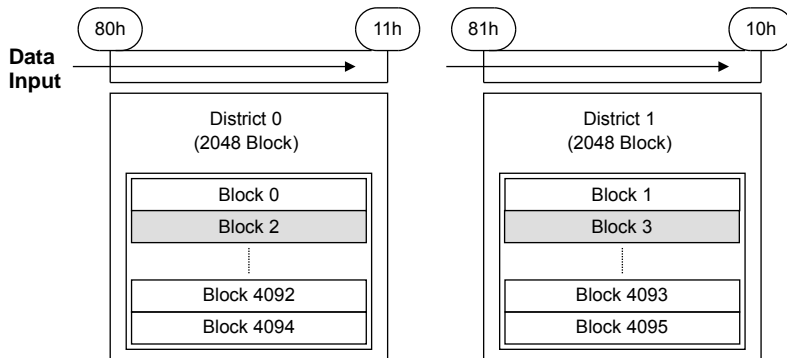 80h 11h 81h 10h
Data
Input
District 0 District 1
(2048 Block) (2048 Block)
Block 0 Block 1
Block 2 Block 3
Block 4092 Block 4093
Block 4094 Block 4095